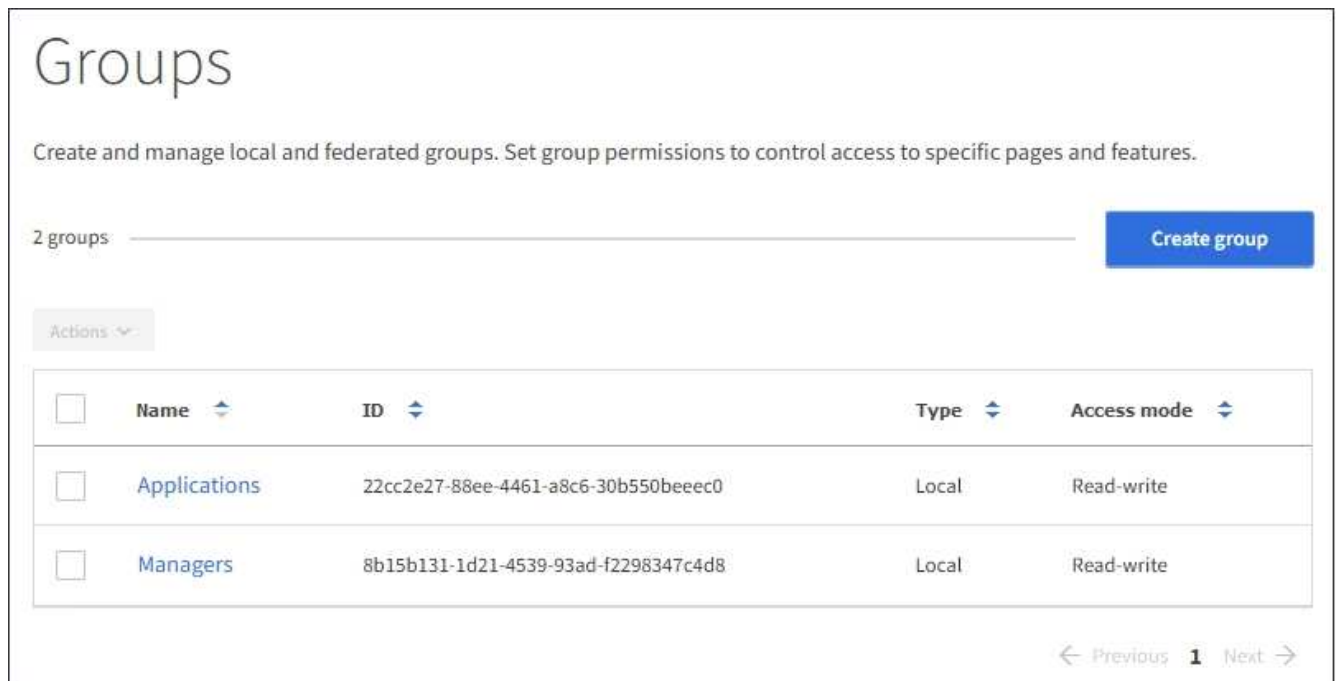 Groups
Create and manage local and federated groups. Set group permissions to control access to specific pages and features.
2 groups
Create group
Actions
Name ID Type Access mode
Applications 22cc2e27-88ee-4461-a8c6-30b550beeec0 Local Read-write
Managers 8b15b131-1d21-4539-93ad-f2298347c4d8 Local Read-write
← Previous 1 Next →